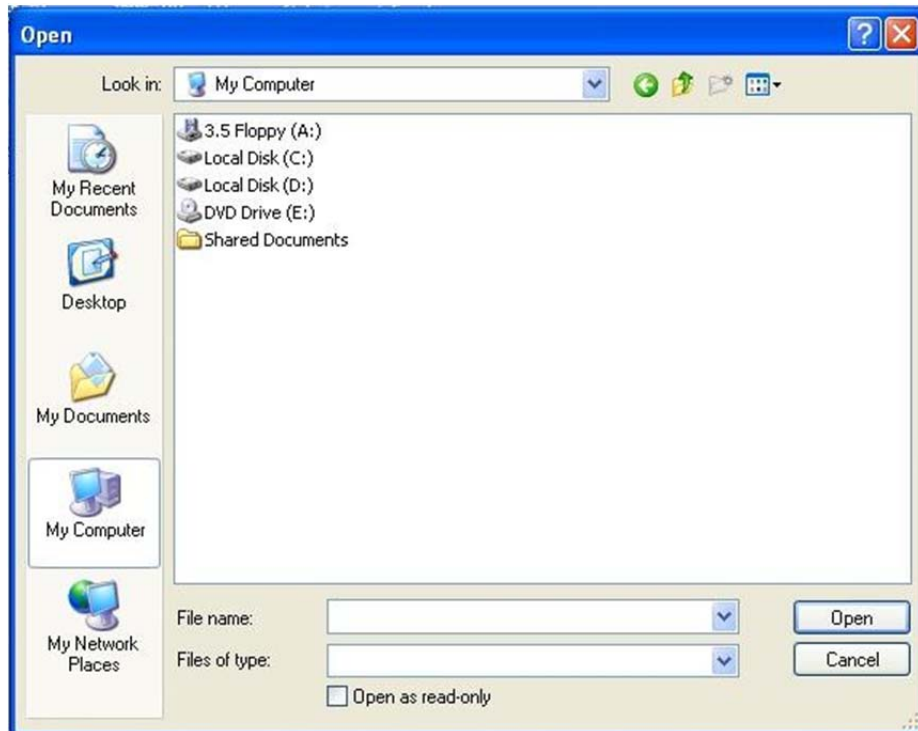 Open
Look in:
My Computer
3.5 Floppy (A:)
Local Disk (C:)
Local Disk (D:)
DVD Drive (E:)
Shared Documents
My Recent
Documents
Desktop
My Documents
My Computer
My Network
Places
File name:
Open
Files of type:
Cancel
Open as read-only